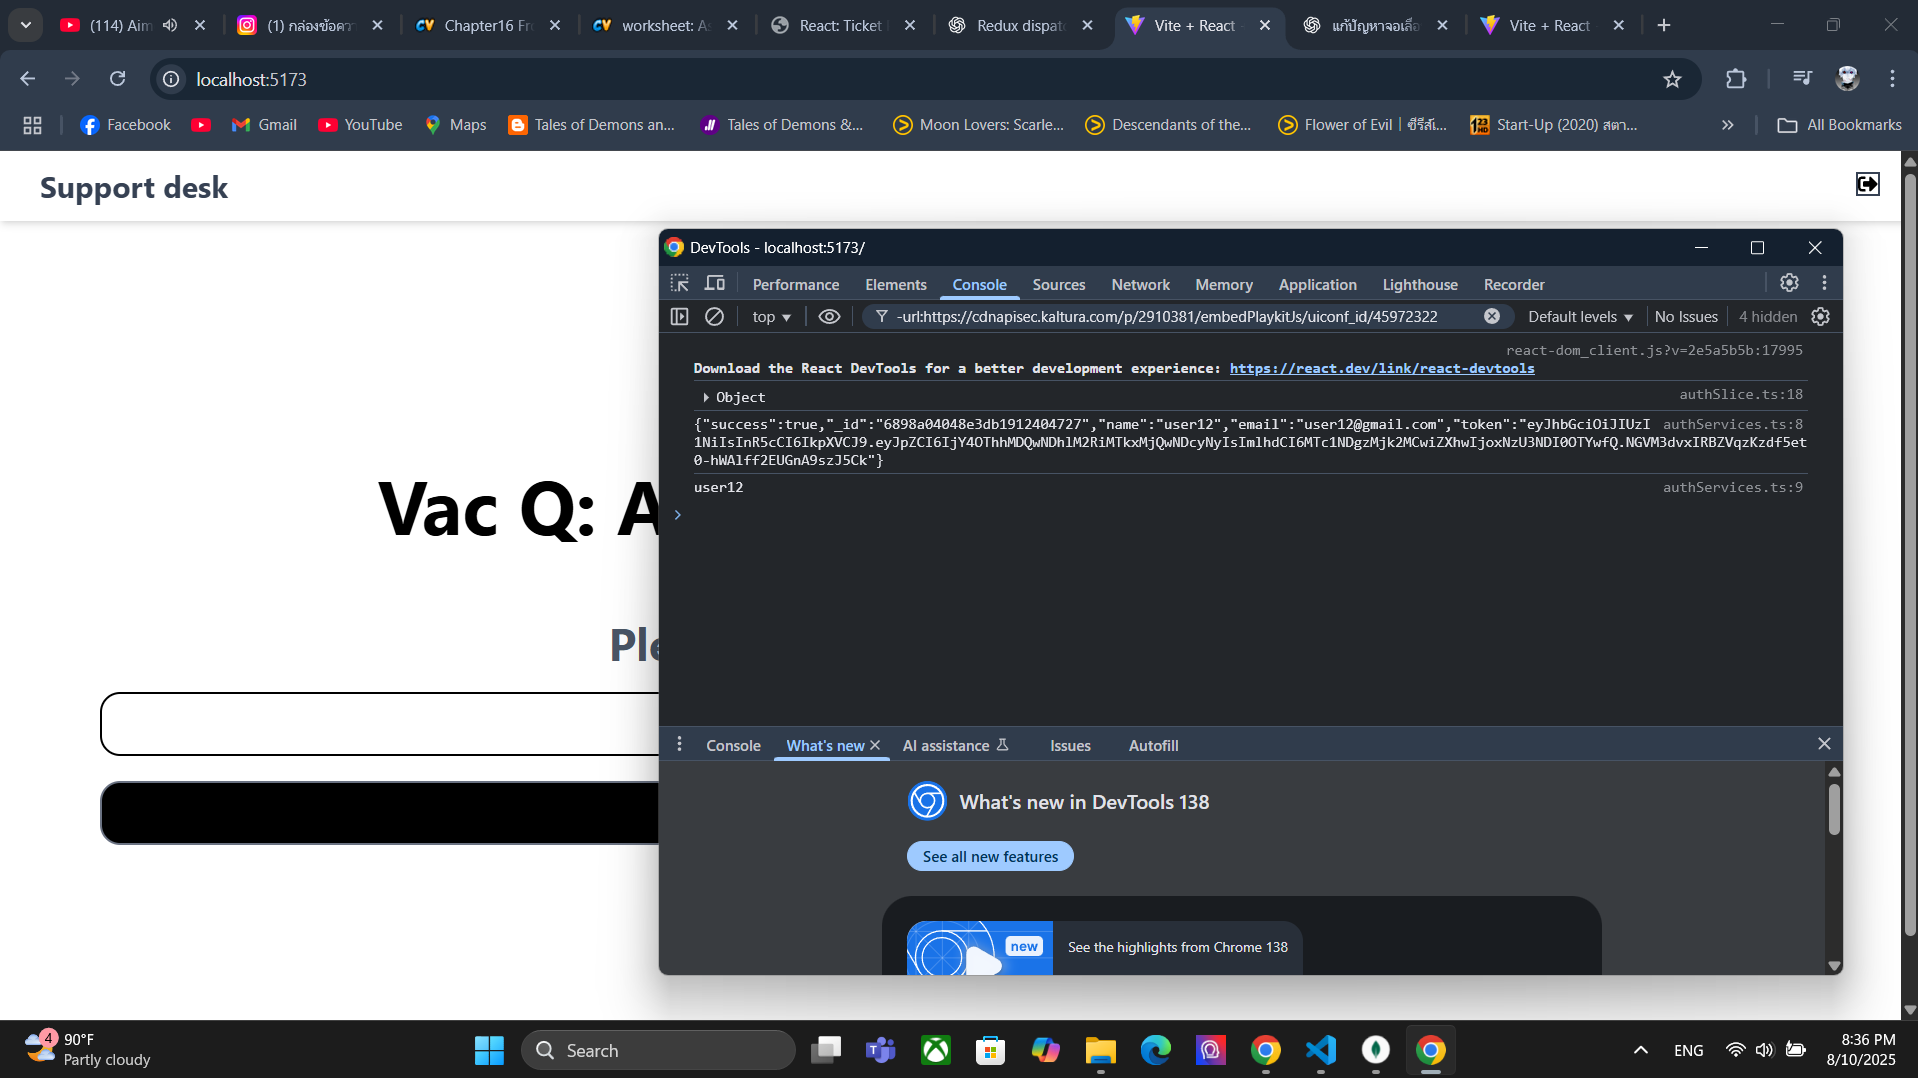 (114) Aim
(1) กล่องข้อคว
Chapter16 Fr
worksheet: As
React: Ticket
Redux dispat
Vite + React
แก้ปัญหาจอเลื่อ
Vite + React
localhost:5173
Facebook
Gmail
YouTube
Maps
Tales of Demons an...
Tales of Demons &...
Moon Lovers: Scarle...
Descendants of the...
Flower of Evil | ซีรีส์เ...
Start-Up (2020) สตา...
All Bookmarks
Support desk
DevTools - localhost:5173/
Performance
Elements
Console
Sources
Network
Memory
Application
Lighthouse
Recorder
top
-url:https://cdnapisec.kaltura.com/p/2910381/embedPlaykitJs/uiconf_id/45972322
Default levels
No Issues
4 hidden
react-dom_client.js?v=2e5a5b5b:17995
Download the React DevTools for a better development experience: https://react.dev/link/react-devtools
Object
authSlice.ts:18
{"success":true,"_id":"6898a04048e3db1912404727","name":"user12","email":"user12@gmail.com","token":"eyJhbGciOiJIUzI
authServices.ts:8
1NiIsInR5cCI6IkpXVCJ9.eyJpZCI6IjY4OThhMDQwNDhlM2RiMTkxMjQwNDcyNyIsImlhdCI6MTc1NDgzMjk2MCwiZXhwIjoxNzU3NDI0OTYwfQ.NGVM3dvxIRBZVqzKzdf5et
0-hWAlff2EUGnA9szJ5Ck"}
user12
authServices.ts:9
Vac Q: A
Ple
Console
What's new
AI assistance
Issues
Autofill
What's new in DevTools 138
See all new features
new
See the highlights from Chrome 138
4
90°F
Partly cloudy
Search
ENG
8:36 PM
8/10/2025